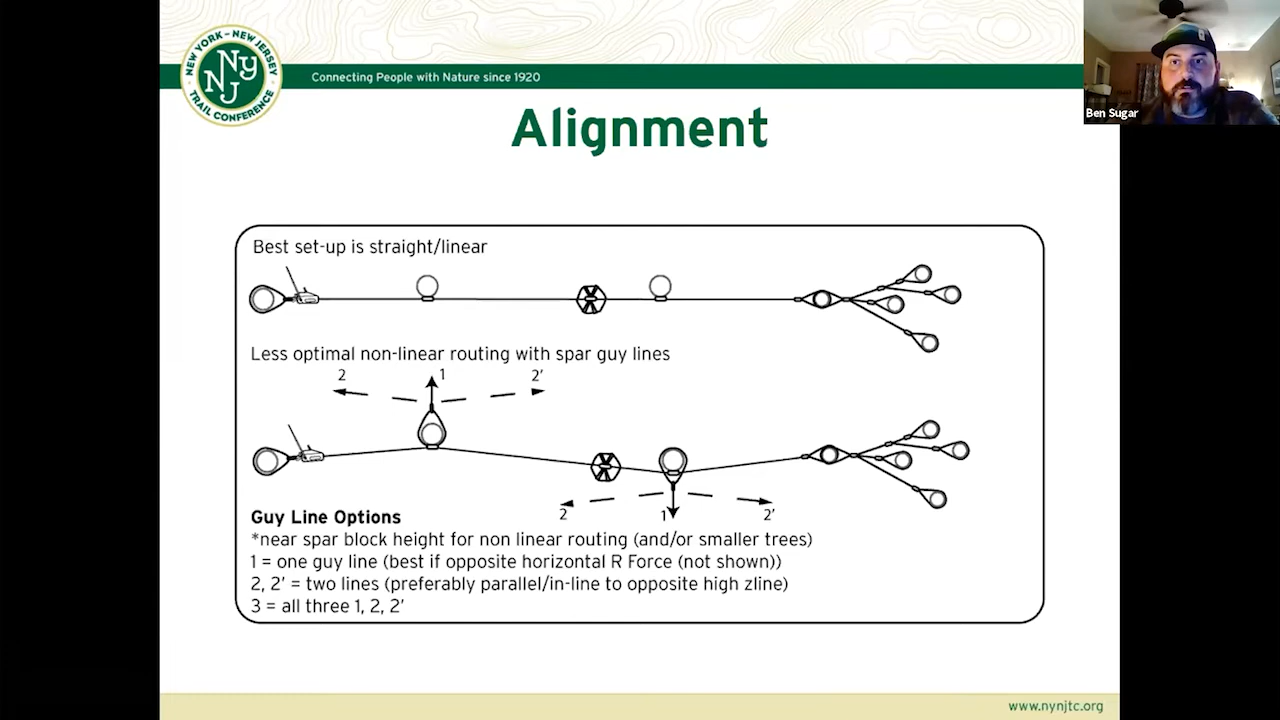 NEW YORK – NEW JERSEY
NY
NJ
TRAIL CONFERENCE
Connecting People with Nature since 1920
Ben Sugar
Alignment
Best set-up is straight/linear
Less optimal non-linear routing with spar guy lines
2 1 2'
2 1 2'
Guy Line Options
*near spar block height for non linear routing (and/or smaller trees)
1 = one guy line (best if opposite horizontal R Force (not shown))
2, 2' = two lines (preferably parallel/in-line to opposite high zline)
3 = all three 1, 2, 2'
www.nynjtc.org